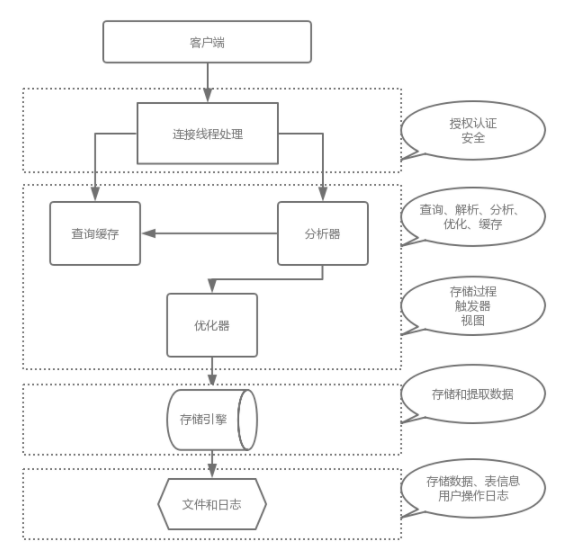 客户端
连接线程处理
授权认证
安全
查询缓存
分析器
查询、解析、分析、
优化、缓存
优化器
存储过程
触发器
视图
存储引擎
存储和提取数据
文件和日志
存储数据、表信息
用户操作日志